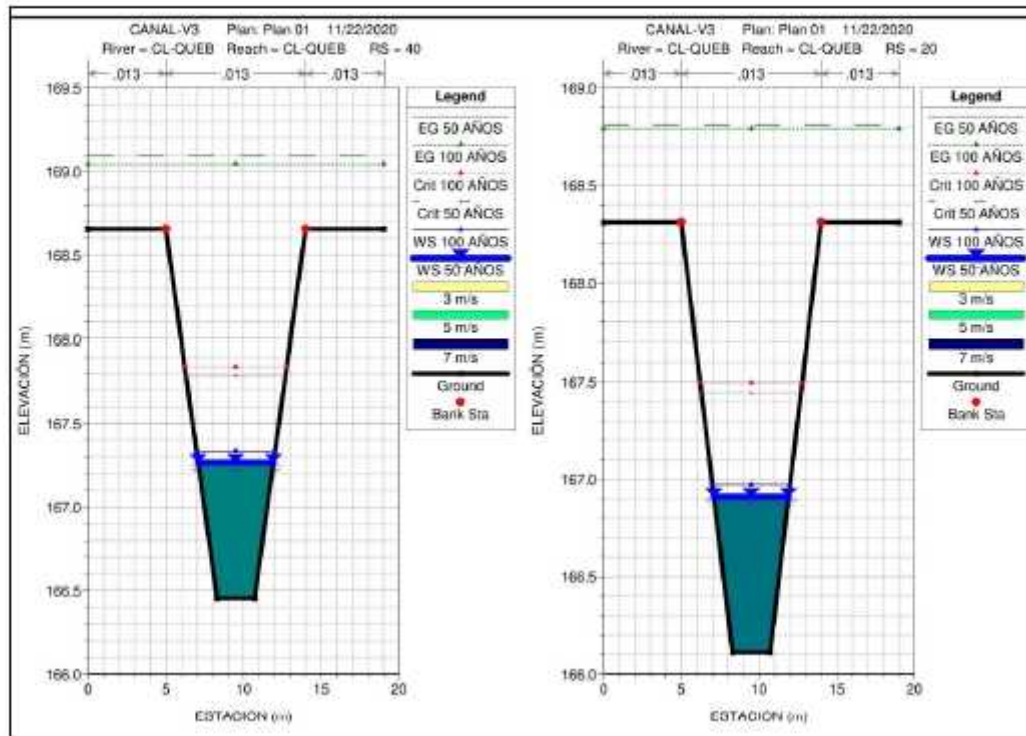 CANAL-V3 Plan: Plan 01 11/22/2020
River = CL-QUEB Reach = CL-QUEB RS = 40
.013 .013 .013
169.5
169.0
168.5
168.0
167.5
167.0
166.5
166.0
ELEVACIÓN (m)
0 5 10 15 20
ESTACIÓN (m)
Legend
EG 50 AÑOS
EG 100 AÑOS
Crit 100 AÑOS
Crit 50 AÑOS
WS 100 AÑOS
WS 50 AÑOS
3 m/s
5 m/s
7 m/s
Ground
Bank Sta
CANAL-V3 Plan: Plan 01 11/22/2020
River = CL-QUEB Reach = CL-QUEB RS = 20
.013 .013 .013
169.0
168.5
168.0
167.5
167.0
166.5
166.0
ELEVACIÓN (m)
0 5 10 15 20
ESTACIÓN (m)
Legend
EG 50 AÑOS
EG 100 AÑOS
Crit 100 AÑOS
Crit 50 AÑOS
WS 100 AÑOS
WS 50 AÑOS
3 m/s
5 m/s
7 m/s
Ground
Bank Sta